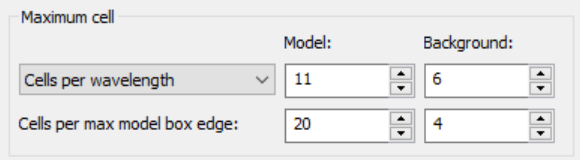 Maximum cell
Model: Background:
Cells per wavelength 11 6
Cells per max model box edge: 20 4